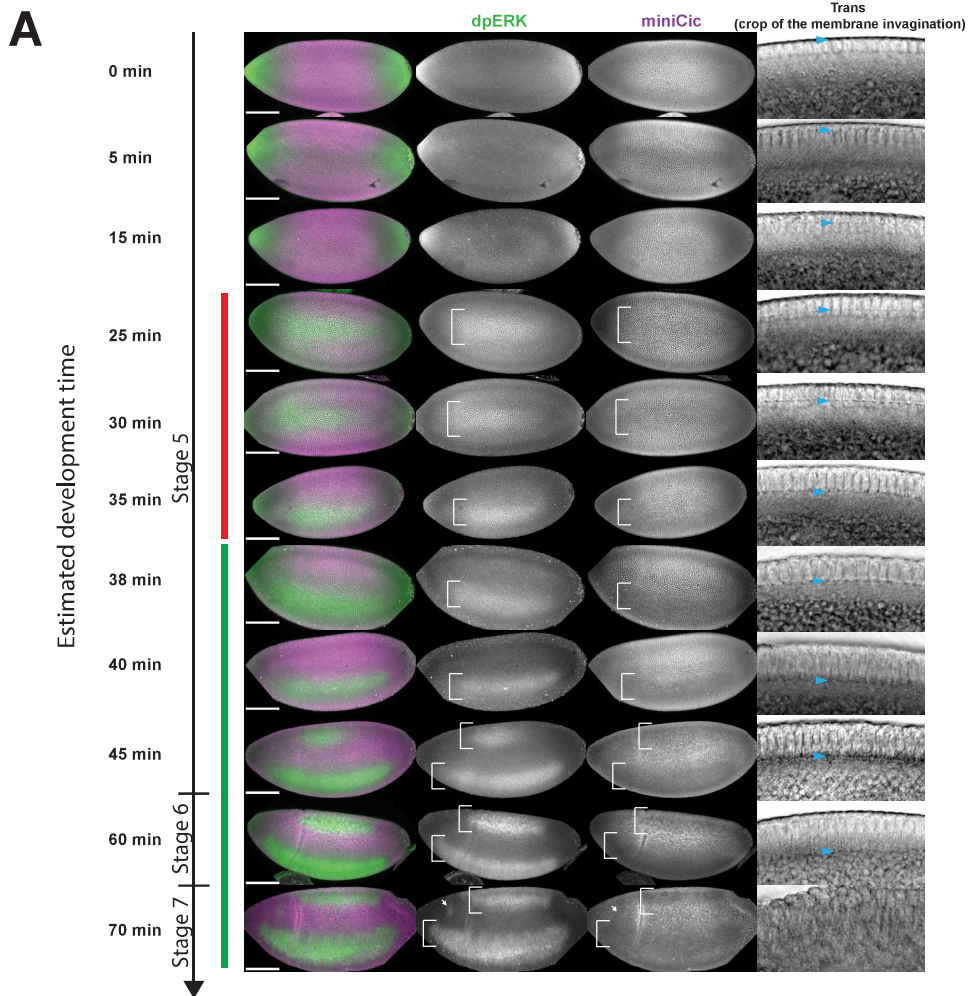 A
dpERK
miniCic
Trans
(crop of the membrane invagination)
0 min
5 min
15 min
25 min
30 min
35 min
38 min
40 min
45 min
60 min
70 min
Estimated development time
Stage 5
Stage 6
Stage 7